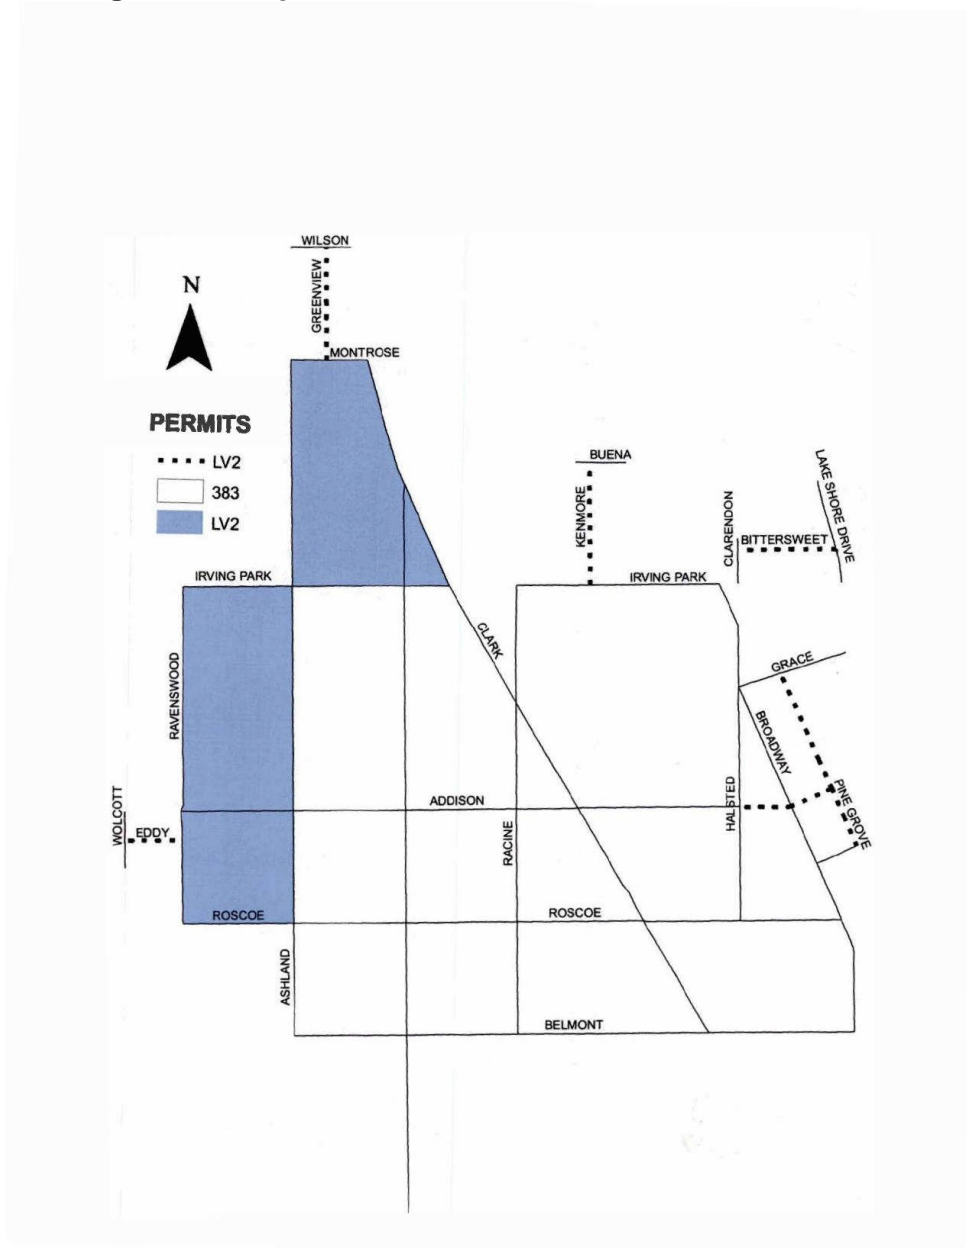 WILSON
GREENVIEW
N
MONTROSE
PERMITS
LV2
383
LV2
BUENA
KENMORE
LAKE SHORE DRIVE
CLARENDON
BITTERSWEET
IRVING PARK
IRVING PARK
CLARK
RAVENSWOOD
GRACE
BROADWAY
ADDISON
HALSTED
PINE GROVE
WOLCOTT
EDDY
RACINE
ROSCOE
ROSCOE
ASHLAND
BELMONT